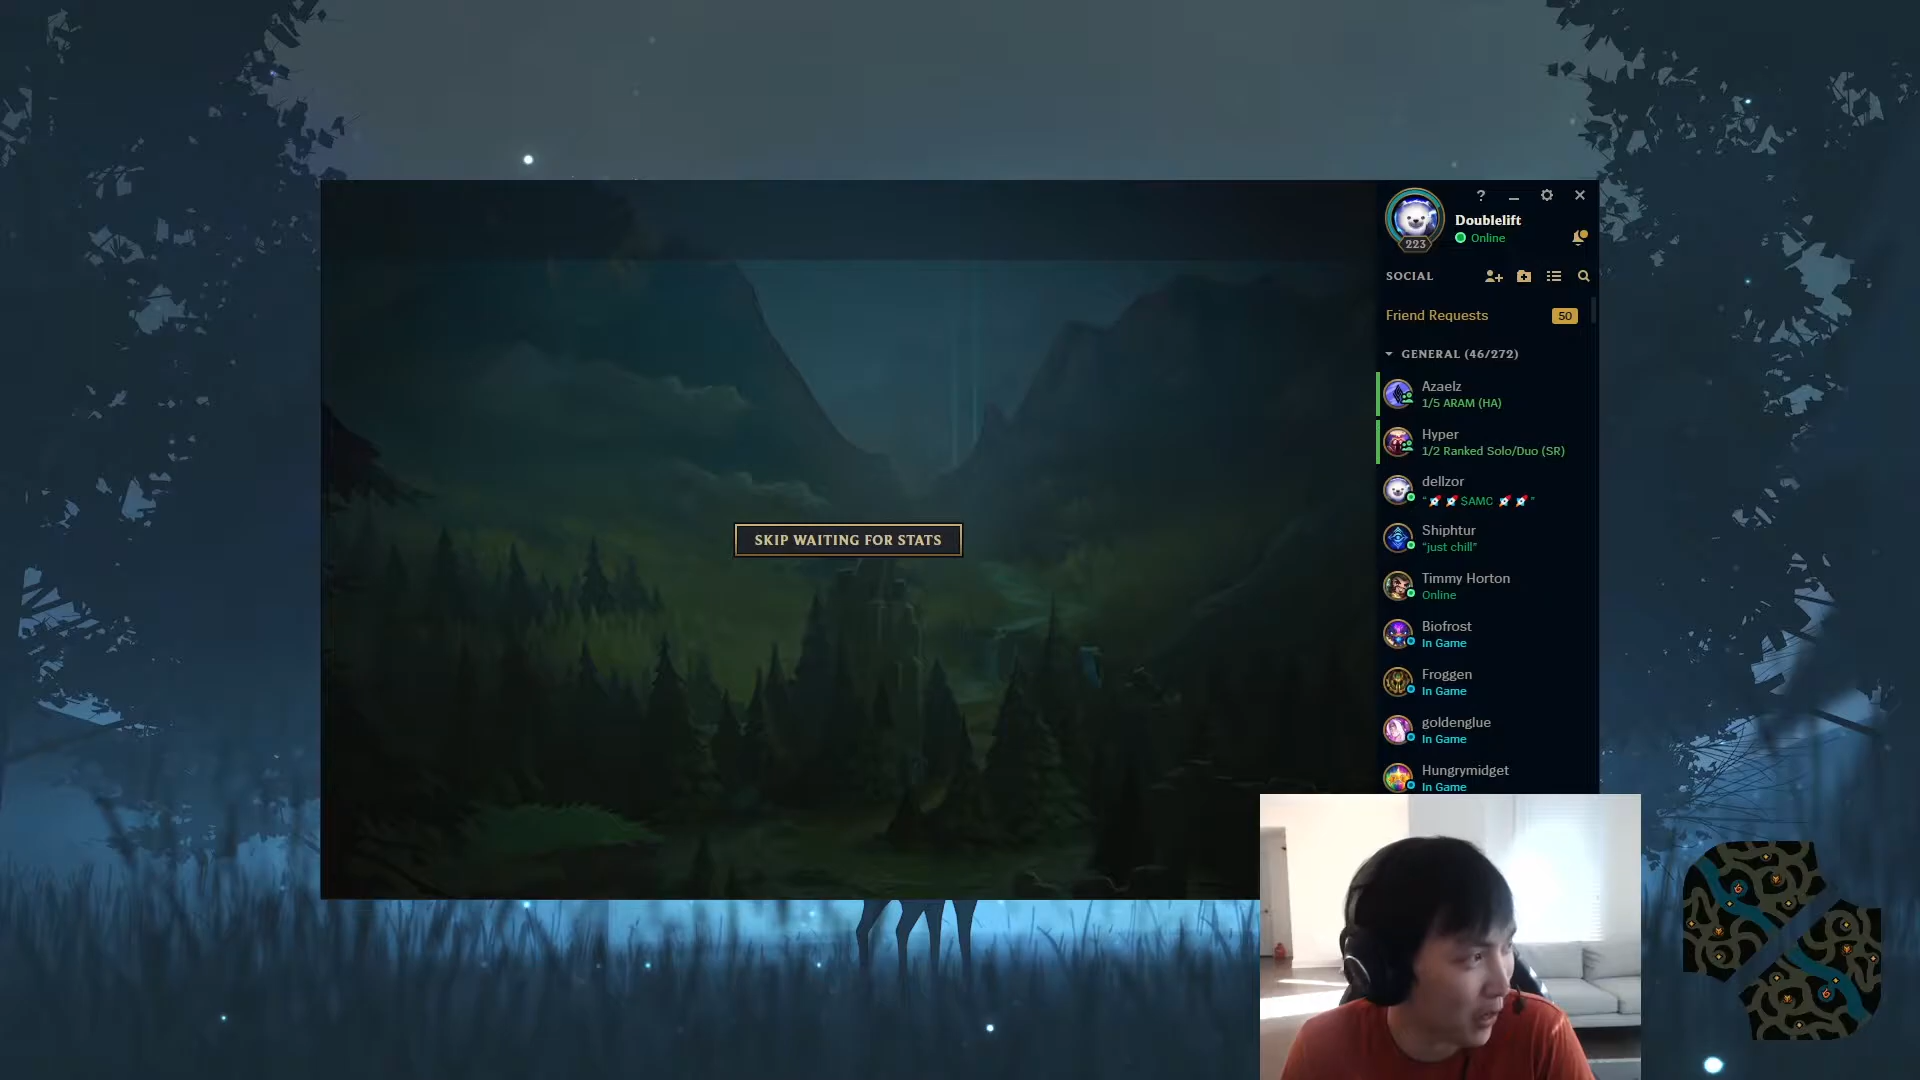 ?
Doublelift
Online
223
SOCIAL
Friend Requests
50
GENERAL (46/272)
Azaelz
1/5 ARAM (HA)
Hyper
1/2 Ranked Solo/Duo (SR)
dellzor
"🚀 🚀 $AMC 🚀 🚀"
Shiphtur
"just chill"
Timmy Horton
Online
Biofrost
In Game
Froggen
In Game
goldenglue
In Game
Hungrymidget
In Game
SKIP WAITING FOR STATS